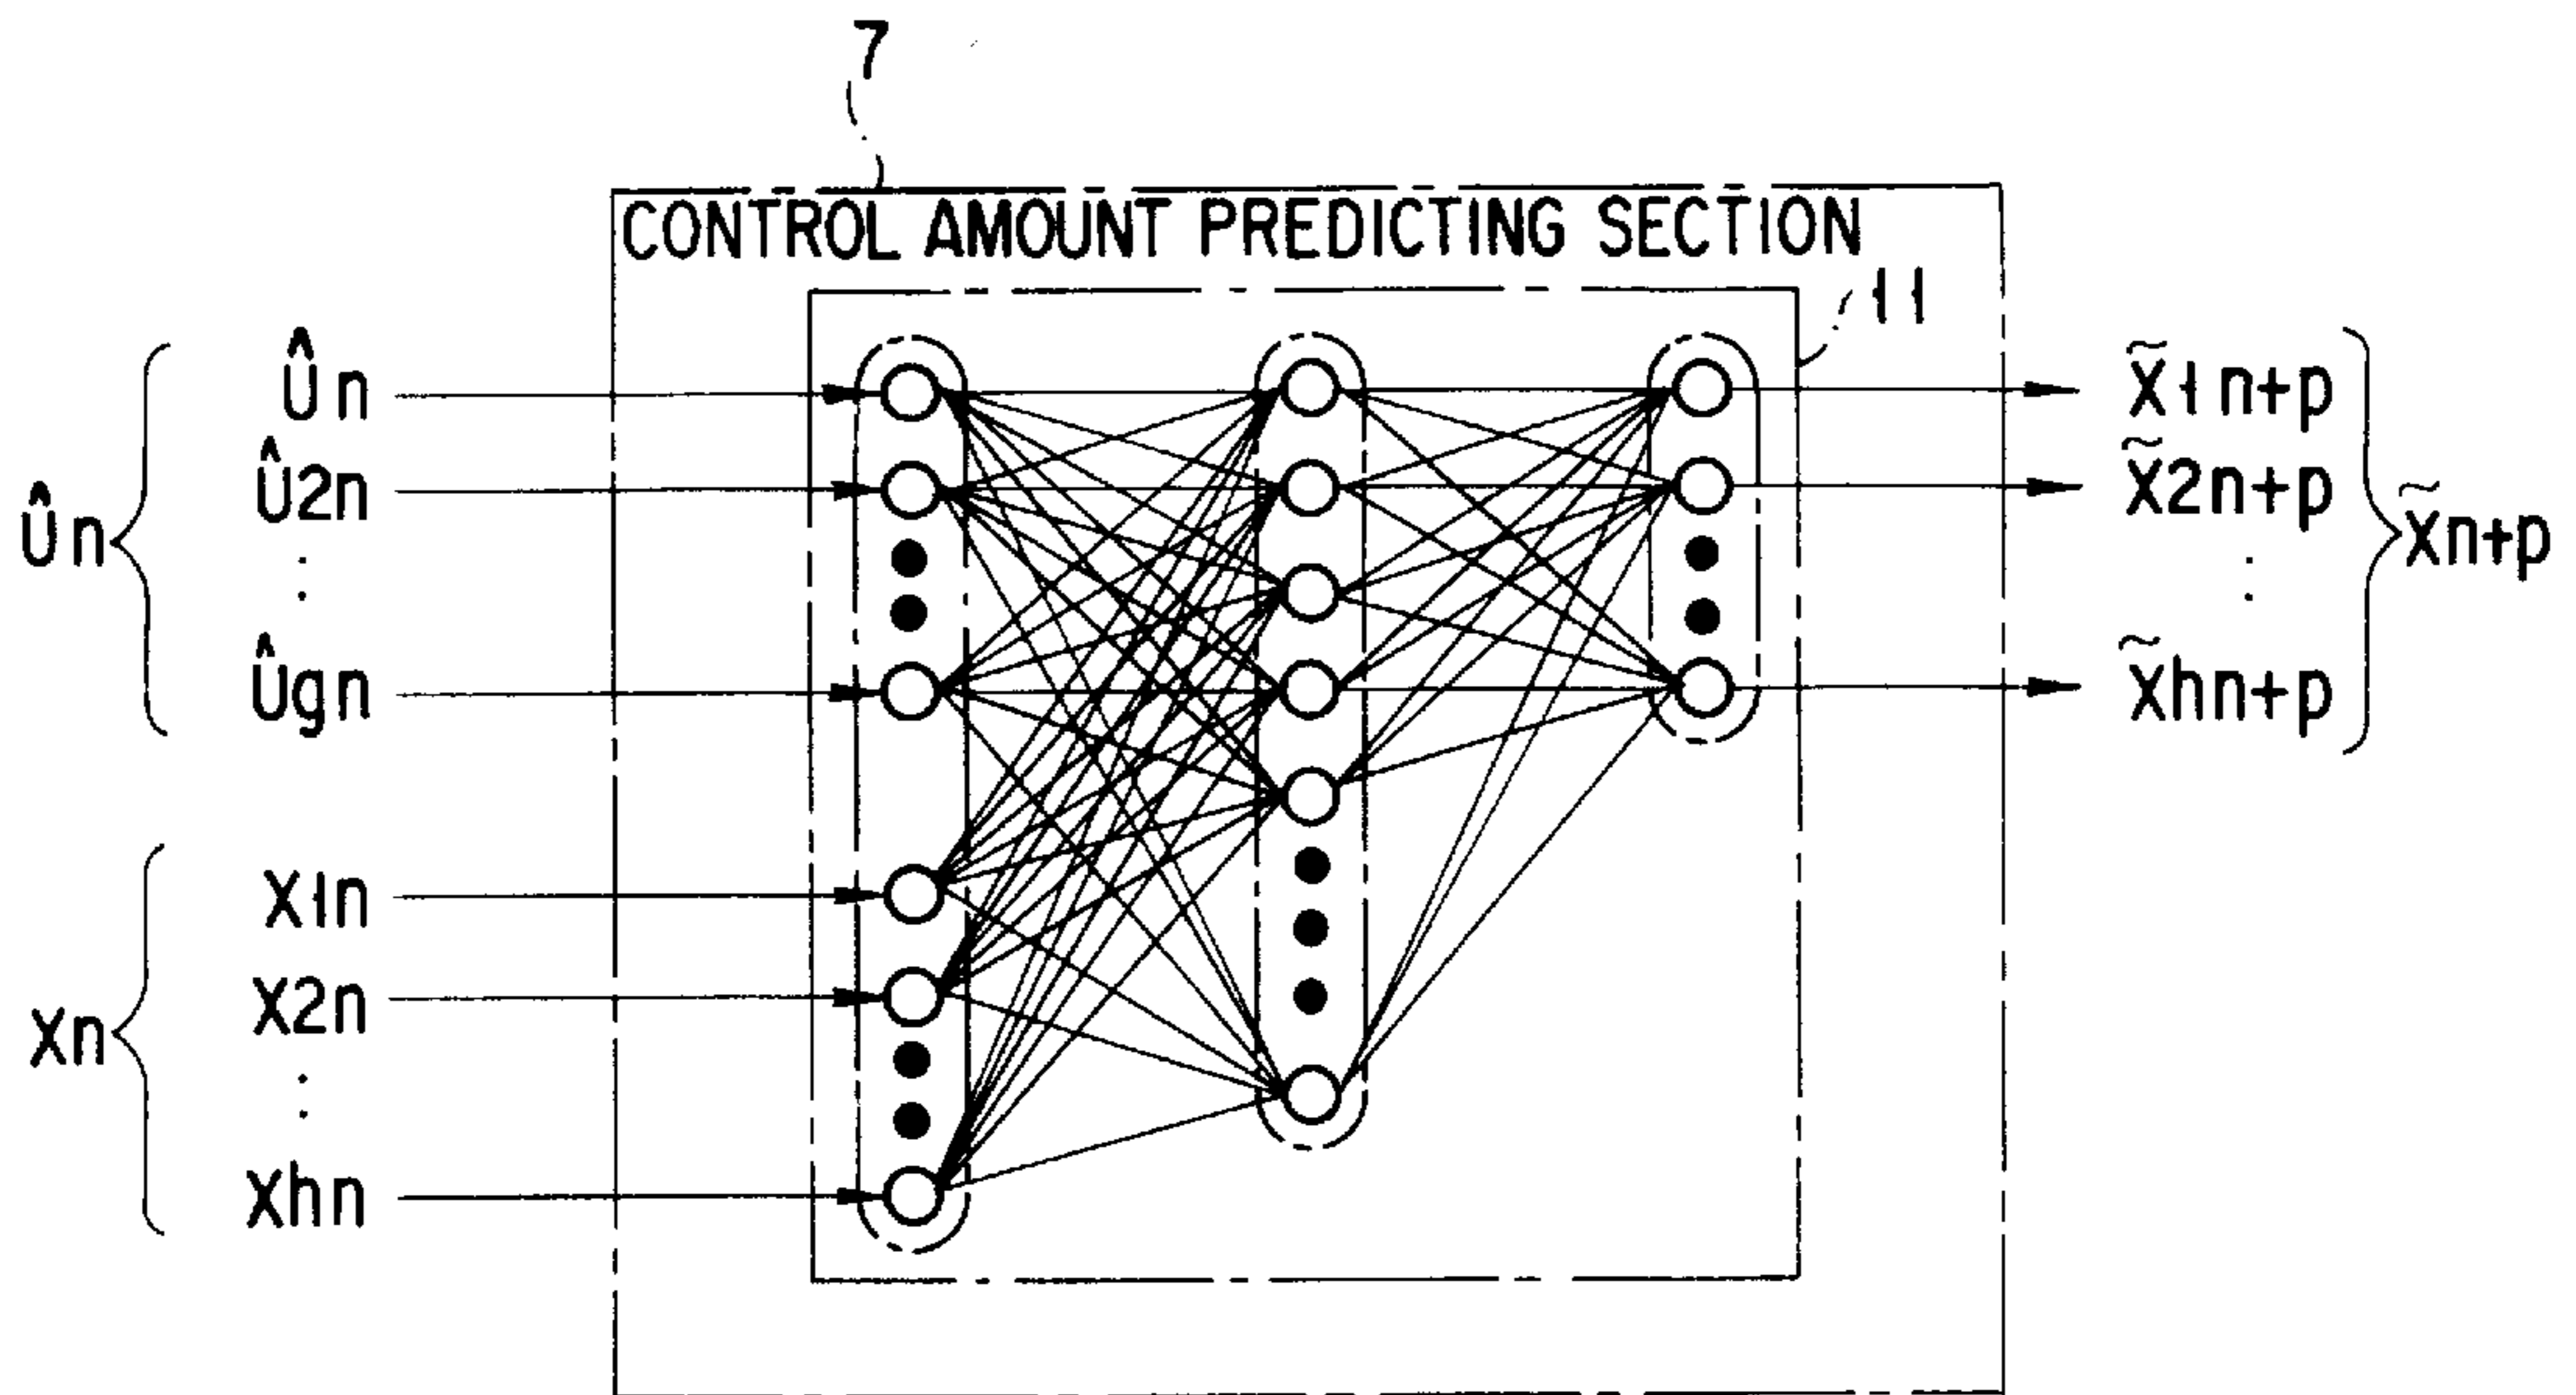 7
CONTROL AMOUNT PREDICTING SECTION
11
Ûn
Û2n
Ûgn
Ûn
X1n
X2n
Xhn
Xn
X̃1n+p
X̃2n+p
X̃hn+p
X̃n+p